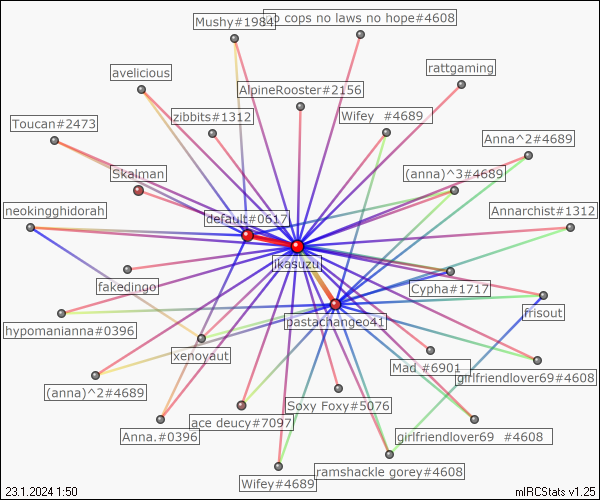 Mushy#1984
no cops no laws no hope#4608
avelicious
rattgaming
AlpineRooster#2156
zibbits#1312
Wifey  #4689
Toucan#2473
Anna^2#4689
Skalman
(anna)^3#4689
neokingghidorah
default#0617
Annarchist#1312
jkasuzu
fakedingo
Cypha#1717
frisout
hypomanianna#0396
pastachangeo41
xenoyaut
Mad #6901
girlfriendlover69#4608
(anna)^2#4689
Soxy Foxy#5076
ace deucy#7097
Anna.#0396
girlfriendlover69  #4608
ramshackle gorey#4608
Wifey#4689
23.1.2024 1:50
mIRCStats v1.25